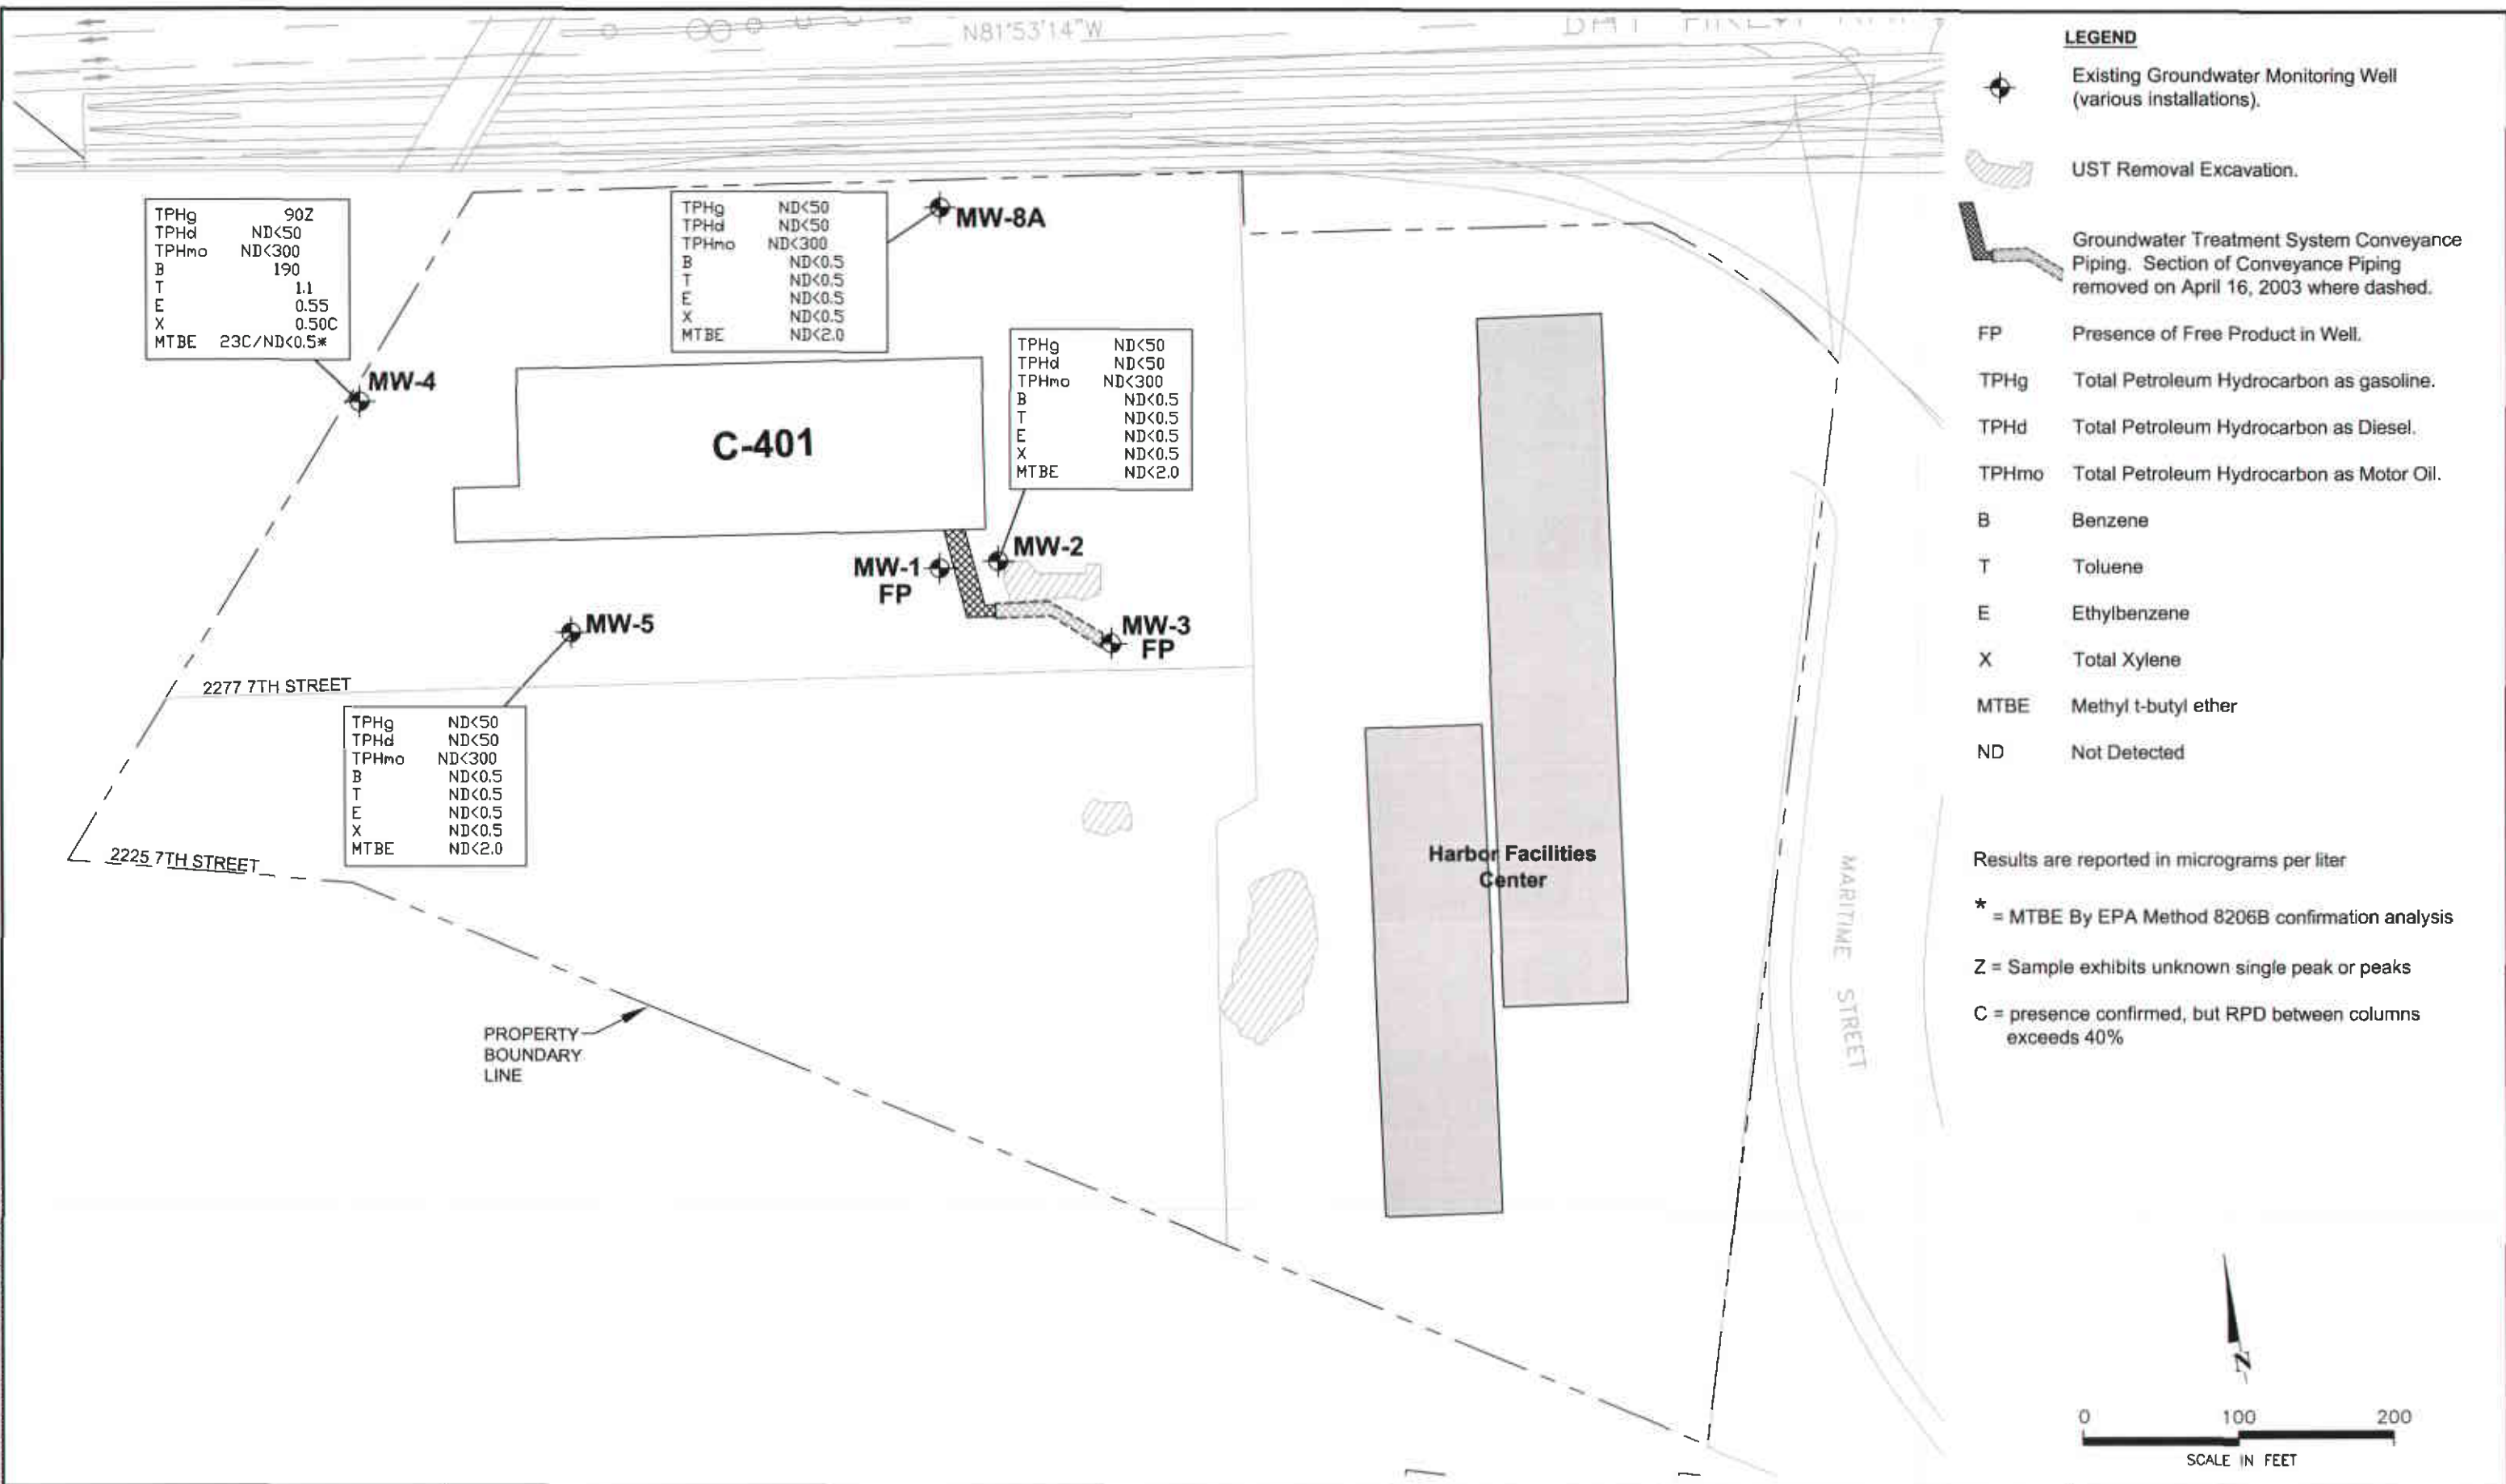 N81°53'14"W
TPHg 90Z
TPHd ND<50
TPHmo ND<300
B 190
T 1.1
E 0.55
X 0.50C
MTBE 23C/ND<0.5*
MW-4
TPHg ND<50
TPHd ND<50
TPHmo ND<300
B ND<0.5
T ND<0.5
E ND<0.5
X ND<0.5
MTBE ND<2.0
MW-8A
TPHg ND<50
TPHd ND<50
TPHmo ND<300
B ND<0.5
T ND<0.5
E ND<0.5
X ND<0.5
MTBE ND<2.0
C-401
MW-2
MW-1
FP
MW-5
MW-3
FP
2277 7TH STREET
TPHg ND<50
TPHd ND<50
TPHmo ND<300
B ND<0.5
T ND<0.5
E ND<0.5
X ND<0.5
MTBE ND<2.0
2225 7TH STREET
Harbor Facilities
Center
MARITIME STREET
PROPERTY
BOUNDARY
LINE
LEGEND
Existing Groundwater Monitoring Well
(various installations).
UST Removal Excavation.
Groundwater Treatment System Conveyance
Piping. Section of Conveyance Piping
removed on April 16, 2003 where dashed.
FP Presence of Free Product in Well.
TPHg Total Petroleum Hydrocarbon as gasoline.
TPHd Total Petroleum Hydrocarbon as Diesel.
TPHmo Total Petroleum Hydrocarbon as Motor Oil.
B Benzene
T Toluene
E Ethylbenzene
X Total Xylene
MTBE Methyl t-butyl ether
ND Not Detected
Results are reported in micrograms per liter
* = MTBE By EPA Method 8206B confirmation analysis
Z = Sample exhibits unknown single peak or peaks
C = presence confirmed, but RPD between columns
exceeds 40%
N
0 100 200
SCALE IN FEET